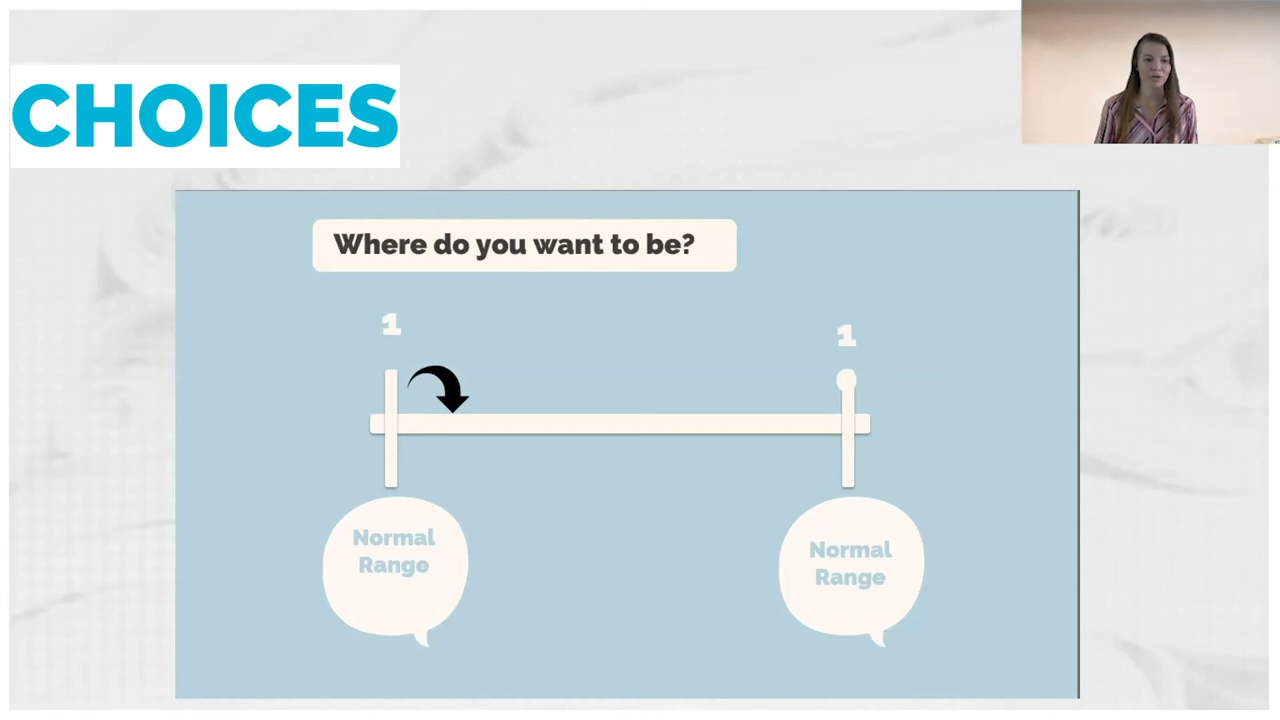 CHOICES
Where do you want to be?
1
1
Normal
Range
Normal
Range